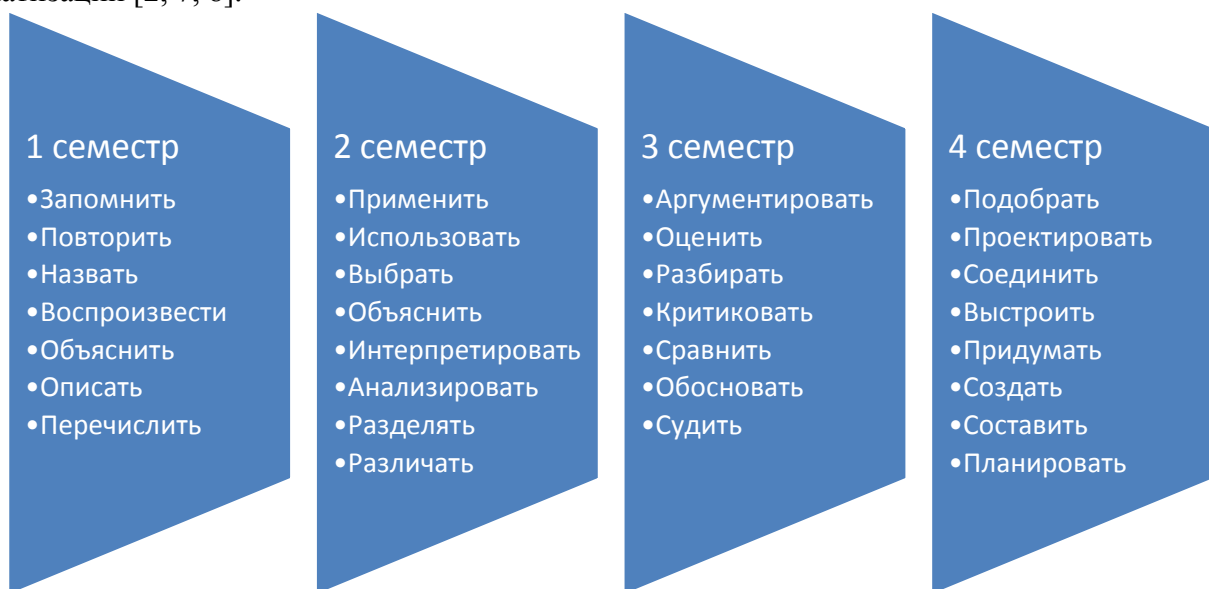 1 семестр
•Запомнить
•Повторить
•Назвать
•Воспроизвести
•Объяснить
•Описать
•Перечислить
2 семестр
•Применить
•Использовать
•Выбрать
•Объяснить
•Интерпретировать
•Анализировать
•Разделять
•Различать
3 семестр
•Аргументировать
•Оценить
•Разбирать
•Критиковать
•Сравнить
•Обосновать
•Судить
4 семестр
•Подобрать
•Проектировать
•Соединить
•Выстроить
•Придумать
•Создать
•Составить
•Планировать